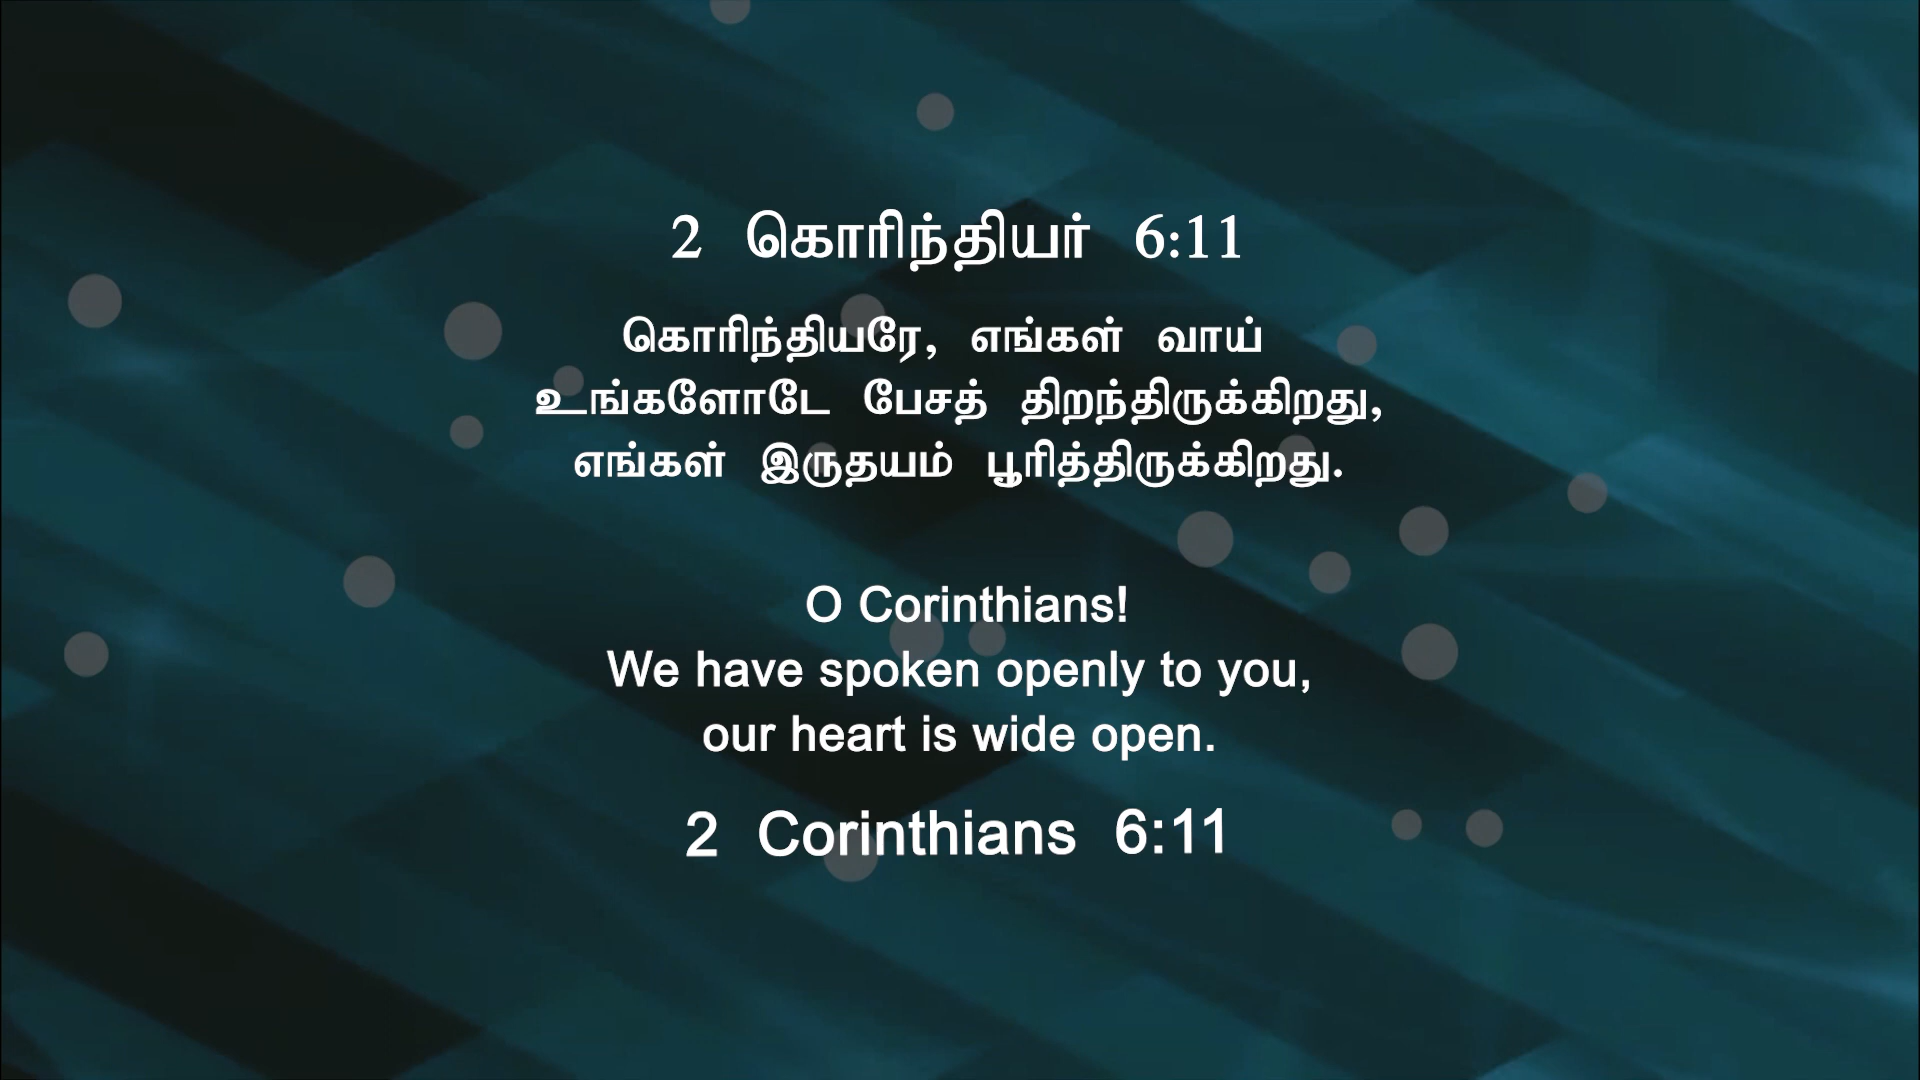 2 கொரிந்தியர் 6:11
கொரிந்தியரே, எங்கள் வாய்
உங்களோடே பேசத் திறந்திருக்கிறது,
எங்கள் இருதயம் பூரித்திருக்கிறது.
O Corinthians!
We have spoken openly to you,
our heart is wide open.
2 Corinthians 6:11